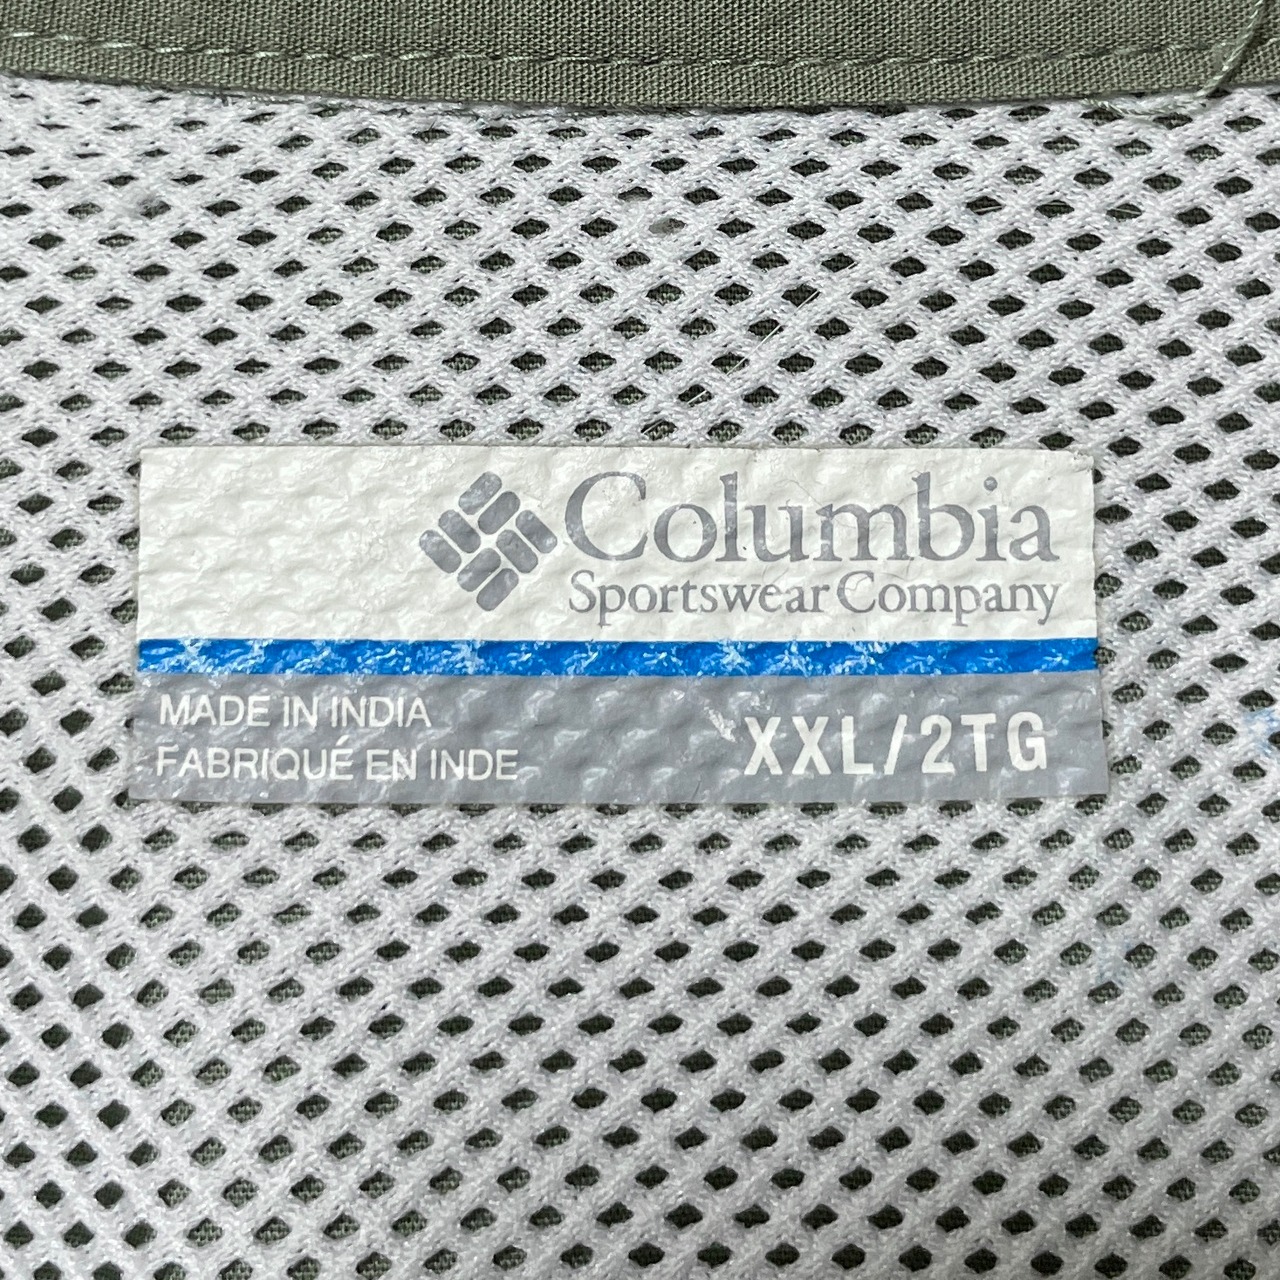 Columbia
Sportswear Company
MADE IN INDIA
FABRIQUÉ EN INDE
XXL/2TG